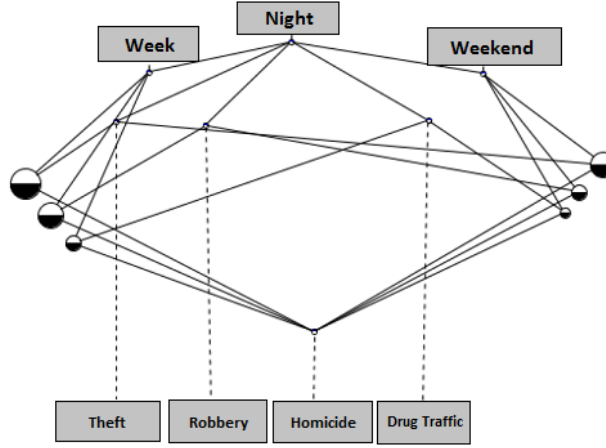 Night
Week
Weekend
Theft
Robbery
Homicide
Drug Traffic